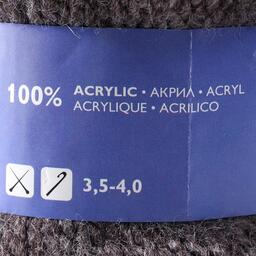 100% ACRYLIC • АКРИЛ • ACRYL
ACRYLIQUE • ACRILICO
3,5-4,0